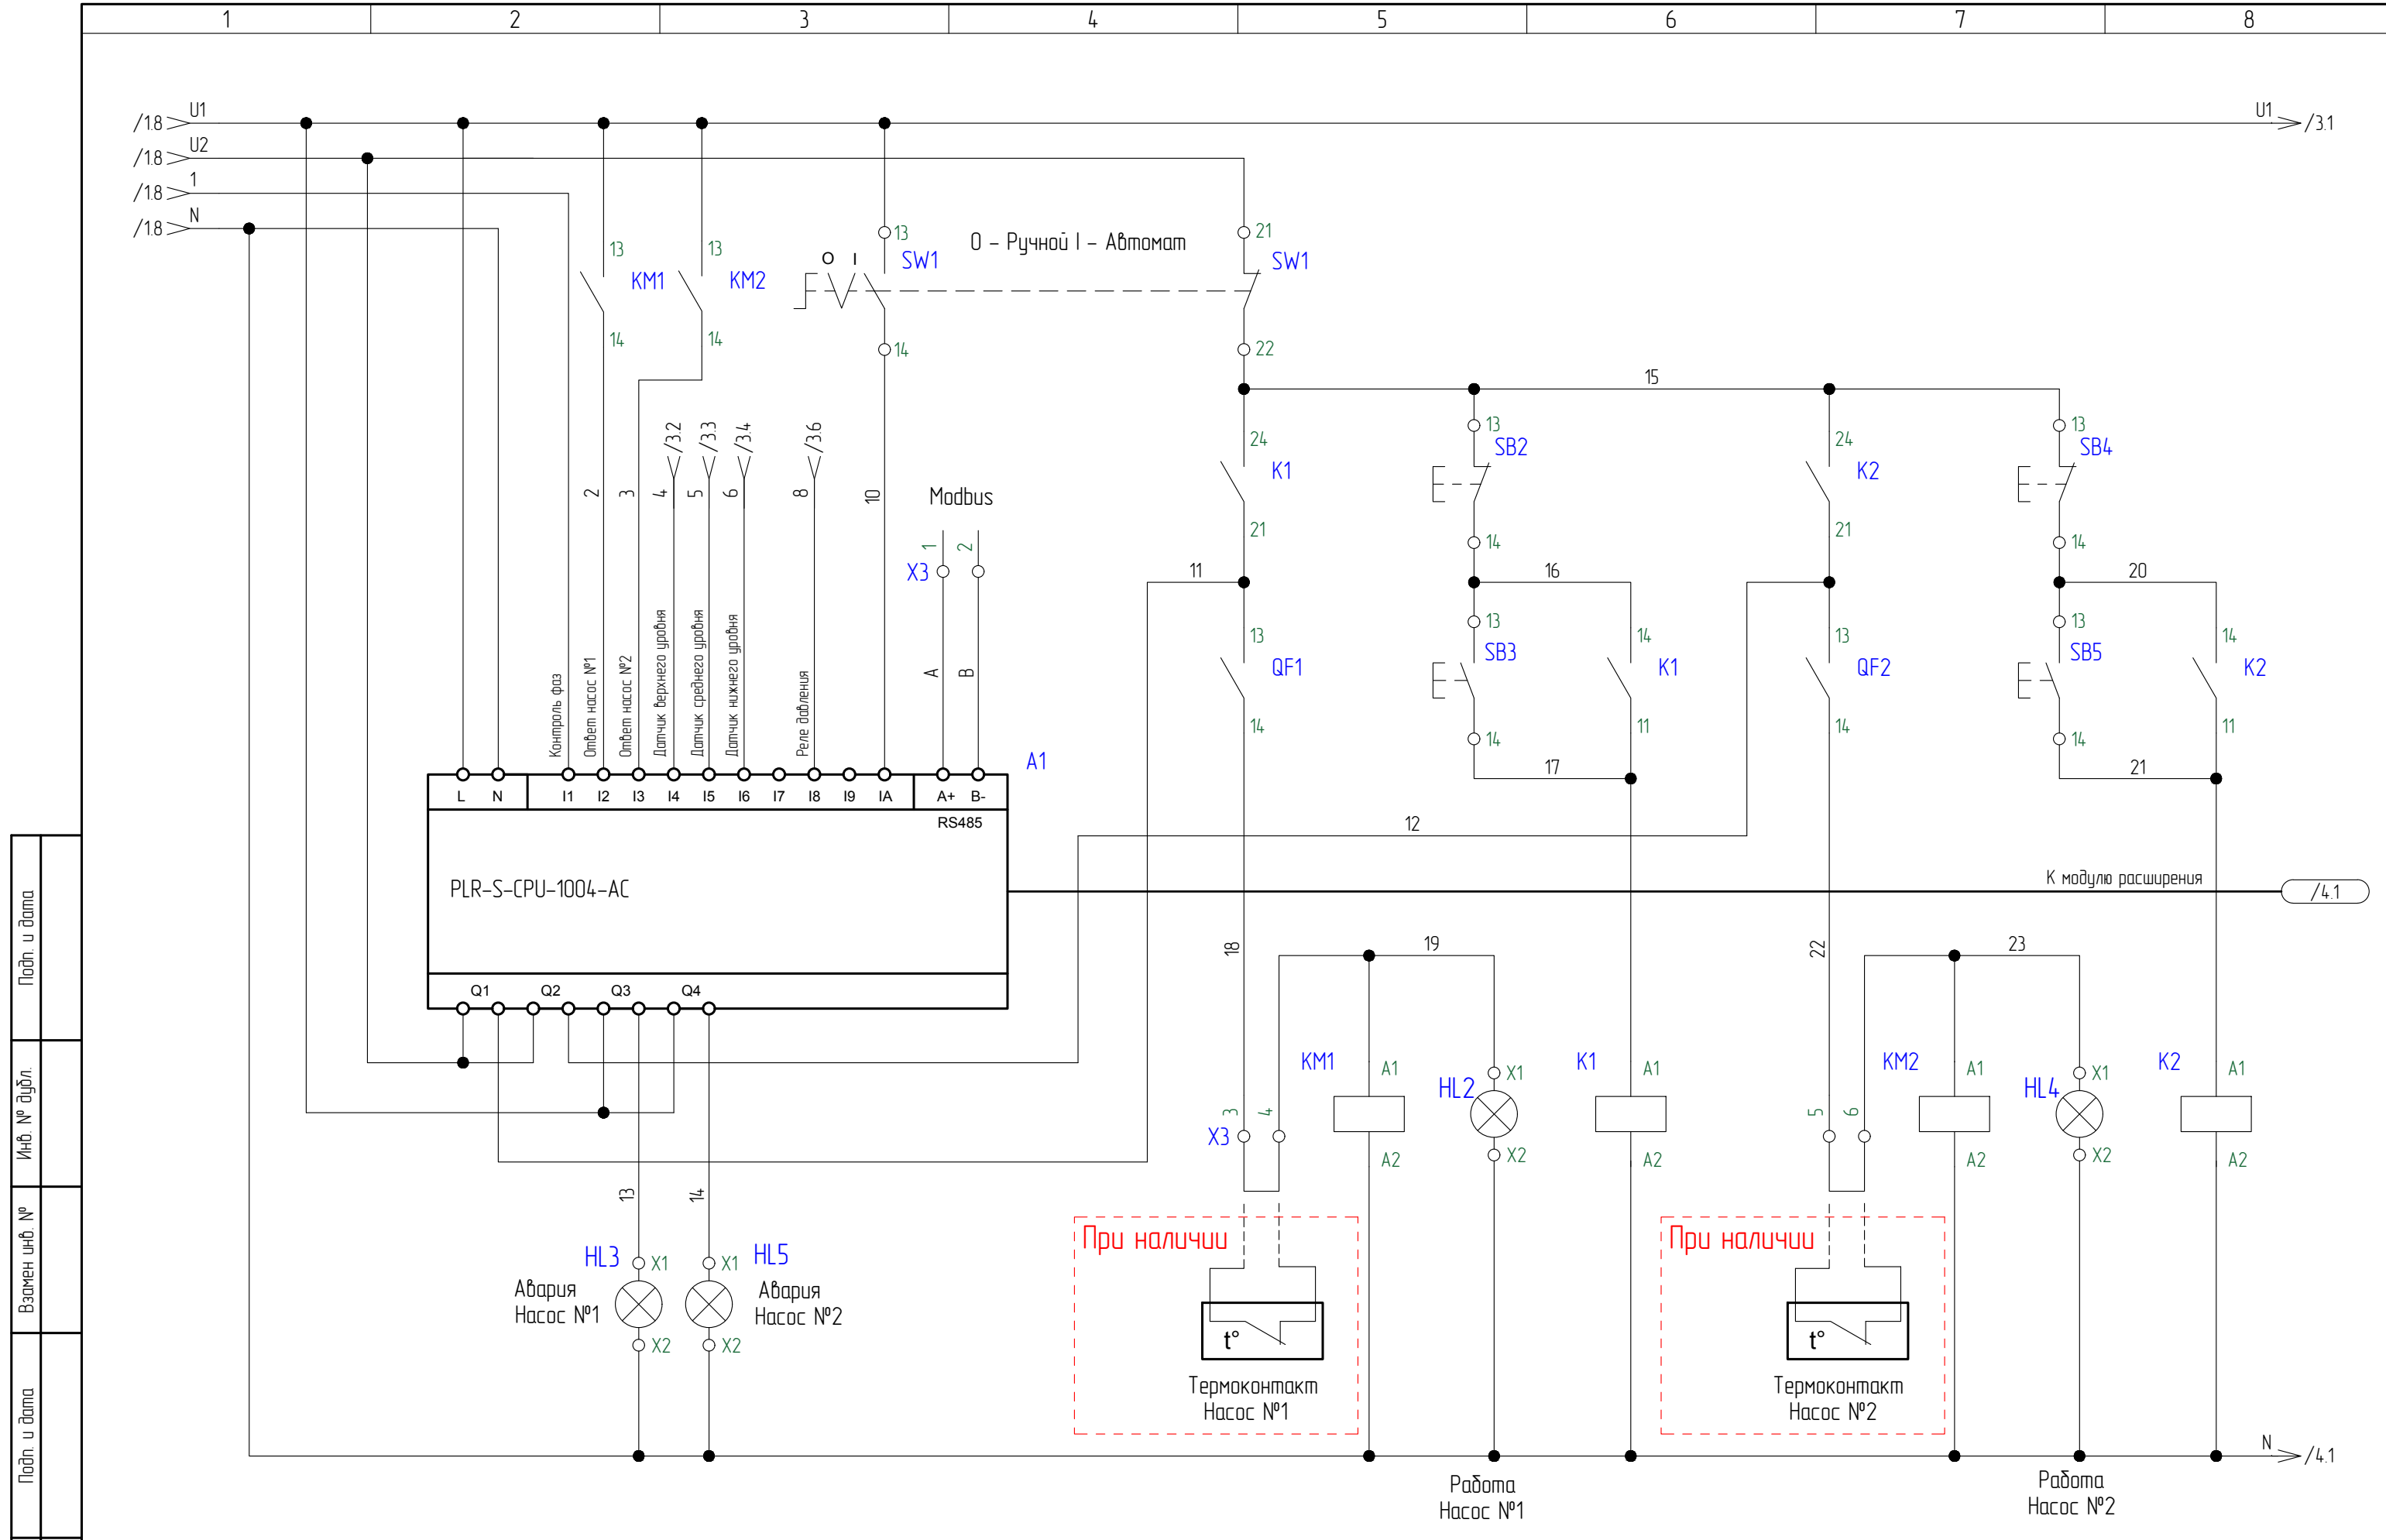 1 2 3 4 5 6 7 8
/1.8 U1 U1 /3.1
/1.8 U2
/1.8 1
/1.8 N
13 KM1 14
13 KM2 14
O I
13 SW1 14
O – Ручной I – Автомат
21 SW1 22
15
/3.2 /3.3 /3.4 /3.6
2 3 4 5 6 8 10
Modbus
X3 1 2
A B
24 K1 21
13 SB2 14
24 K2 21
13 SB4 14
11 16 20
13 QF1 14
13 SB3 14
14 K1 11
13 QF2 14
13 SB5 14
14 K2 11
17 21
12
Контроль фаз
Ответ насос №1
Ответ насос №2
Датчик верхнего уровня
Датчик среднего уровня
Датчик нижнего уровня
Реле давления
A1
L N I1 I2 I3 I4 I5 I6 I7 I8 I9 IA A+ B-
RS485
PLR-S-CPU-1004-AC
Q1 Q2 Q3 Q4
К модулю расширения
/4.1
18 19 22 23
X3 3 4
KM1 A1 A2
HL2 X1 X2
K1 A1 A2
5 6
KM2 A1 A2
HL4 X1 X2
K2 A1 A2
13 14
HL3 X1 X2
Авария
Насос №1
HL5 X1 X2
Авария
Насос №2
При наличии
t°
Термоконтакт
Насос №1
При наличии
t°
Термоконтакт
Насос №2
N /4.1
Работа
Насос №1
Работа
Насос №2
Подп. и дата
Инв. № дубл.
Взамен инв. №
Подп. и дата